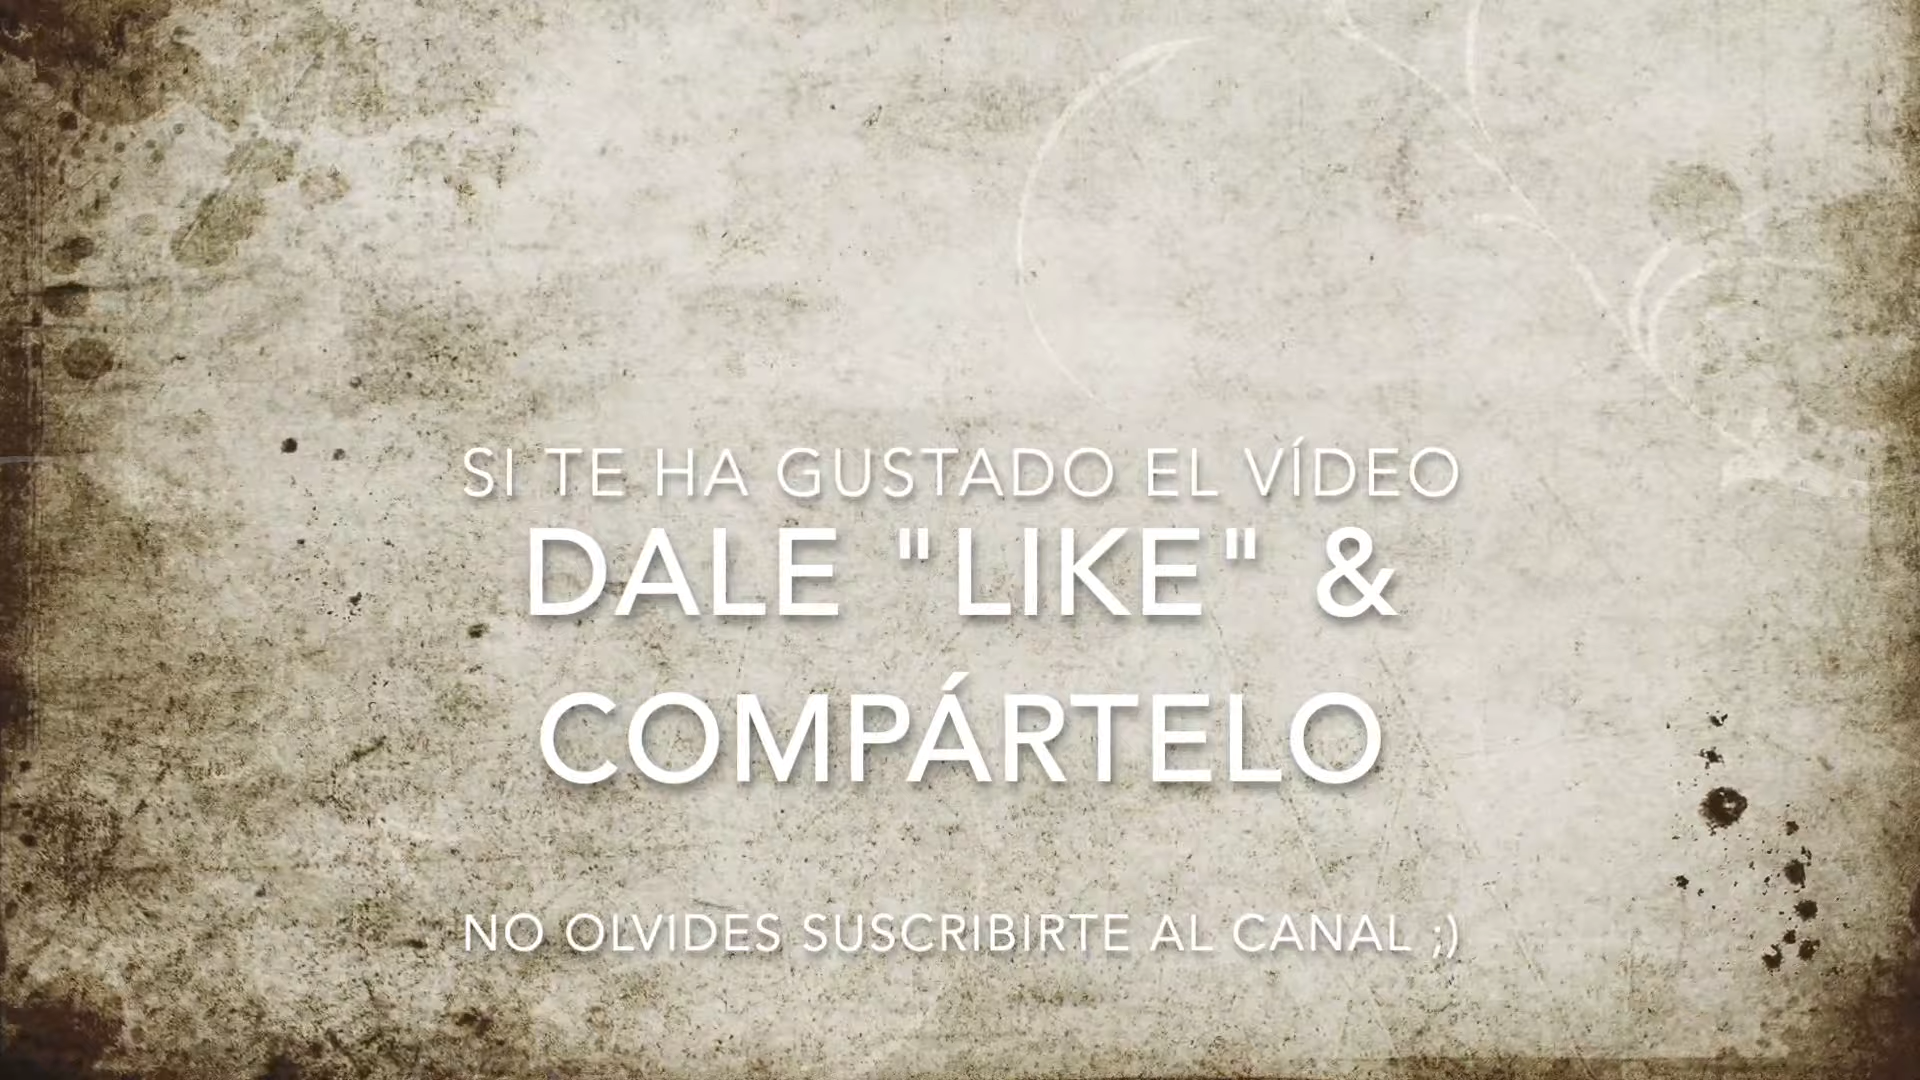 SI TE HA GUSTADO EL VÍDEO
DALE "LIKE" &
COMPÁRTELO
NO OLVIDES SUSCRIBIRTE AL CANAL ;)